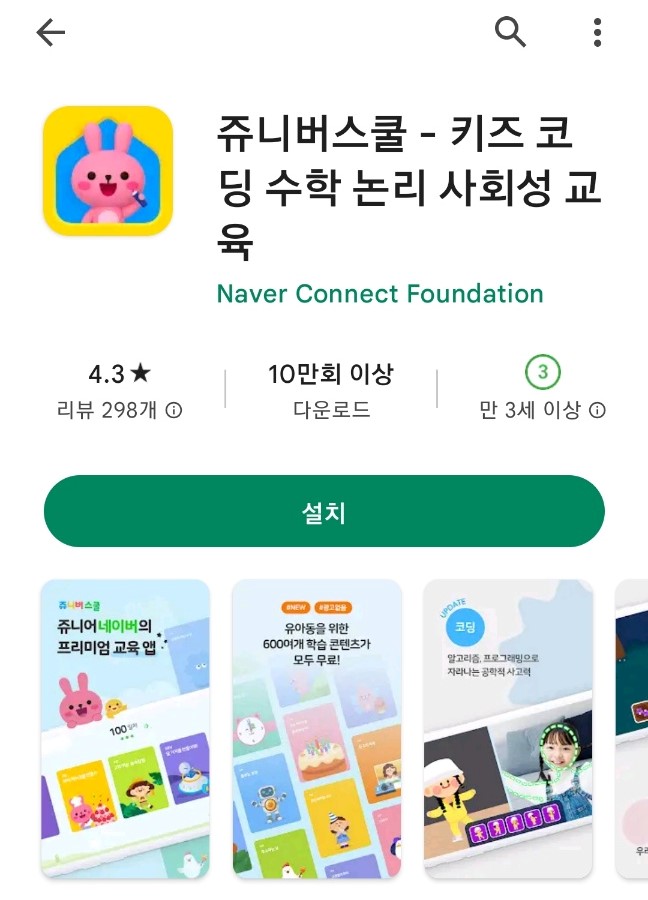 쥬니버스쿨 - 키즈 코
딩 수학 논리 사회성 교
육
Naver Connect Foundation
4.3★
리뷰 298개
10만회 이상
다운로드
3
만 3세 이상
설치
쥬니버스쿨
쥬니어네이버의
프리미엄 교육 앱
100일차
#NEW #광고없음
유아동을 위한
600여개 학습 콘텐츠가
모두 무료!
UPDATE
코딩
알고리즘, 프로그래밍으로
자라나는 공학적 사고력
우리